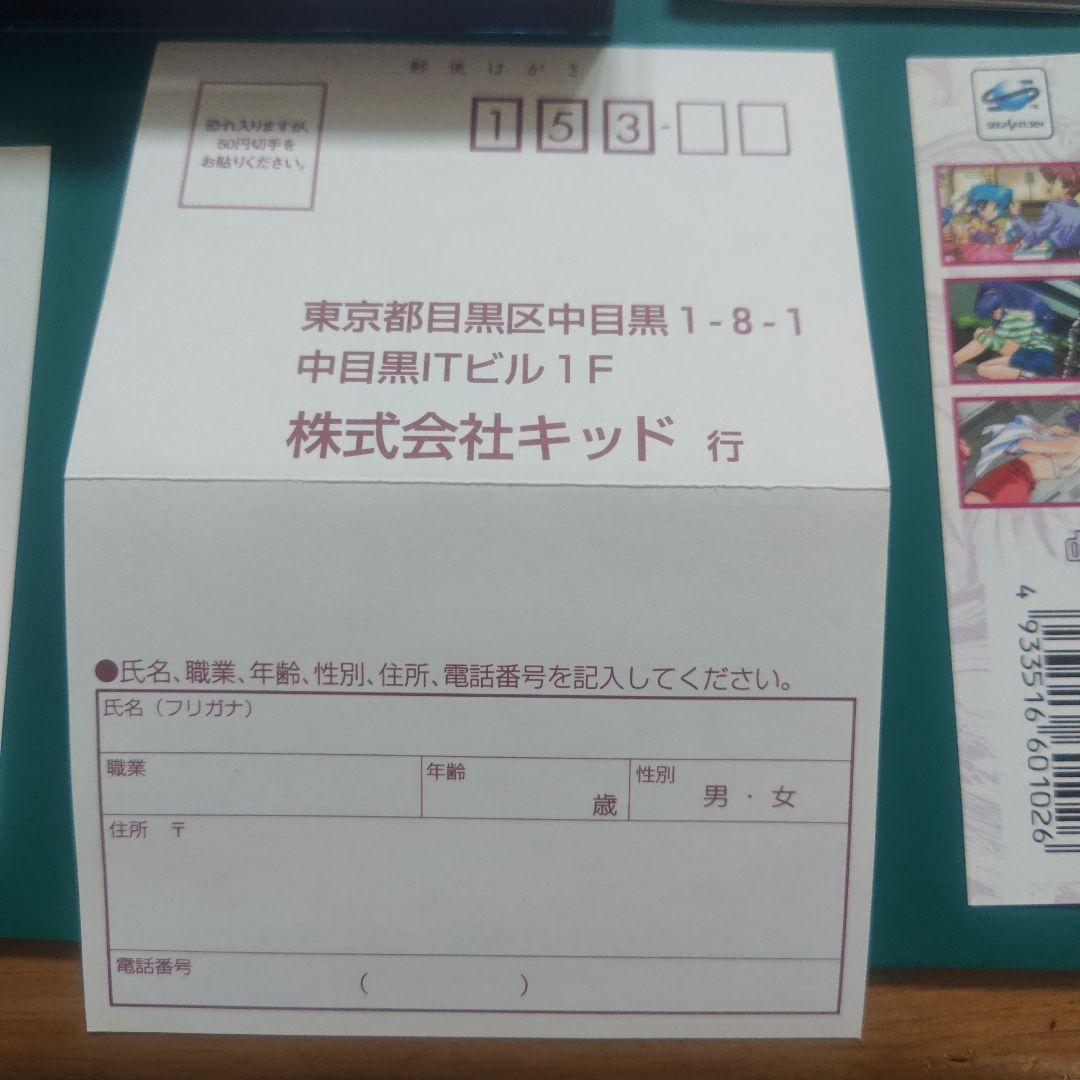 郵便はがき
恐れ入りますが、
50円切手を
お貼りください。
153-
東京都目黒区中目黒1-8-1
中目黒ITビル1F
株式会社キッド 行
●氏名、職業、年齢、性別、住所、電話番号を記入してください。
氏名(フリガナ)
職業
年齢
歳
性別
男・女
住所 〒
電話番号
( )
SEGA SATURN
4 933516 601026